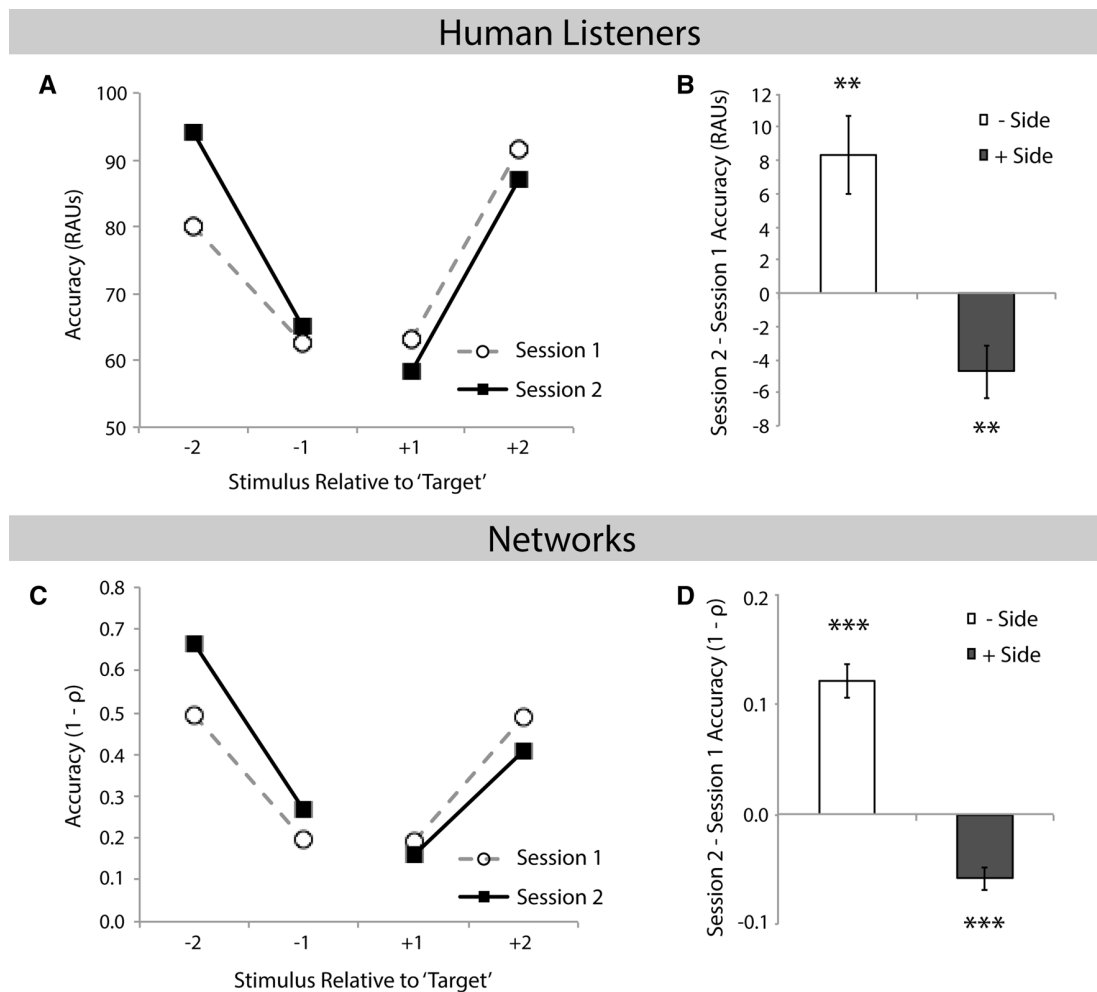 Human Listeners
A
Accuracy (RAUs)
100
90
80
70
60
50
-2
-1
+1
+2
Session 1
Session 2
Stimulus Relative to ‘Target’
B
Session 2 - Session 1 Accuracy (RAUs)
12
10
8
6
4
2
0
-2
-4
-6
-8
**
**
- Side
+ Side
Networks
C
Accuracy (1 - ρ)
0.8
0.7
0.6
0.5
0.4
0.3
0.2
0.1
0.0
-2
-1
+1
+2
Session 1
Session 2
Stimulus Relative to ‘Target’
D
Session 2 - Session 1 Accuracy (1 - ρ)
0.2
0.1
0.0
-0.1
***
***
- Side
+ Side